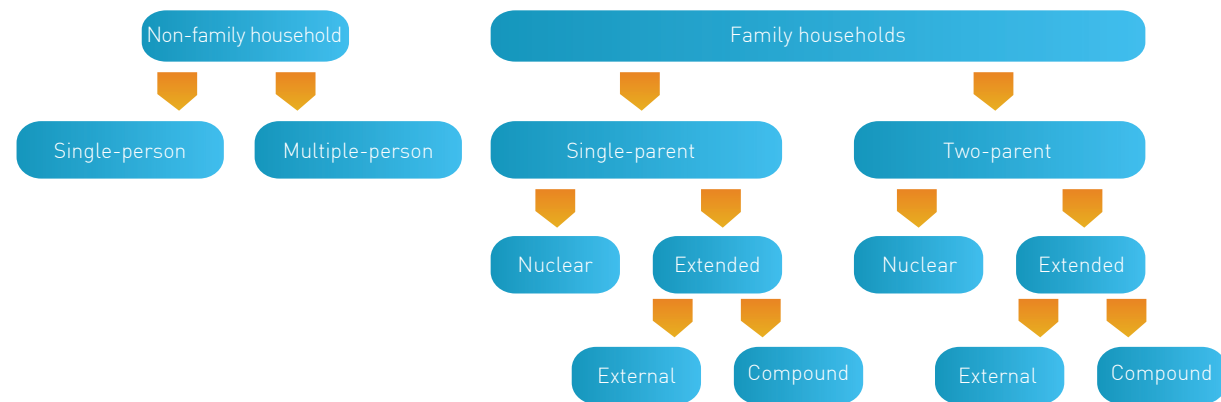 Non-family household
Family households
Single-person
Multiple-person
Single-parent
Two-parent
Nuclear
Extended
Nuclear
Extended
External
Compound
External
Compound